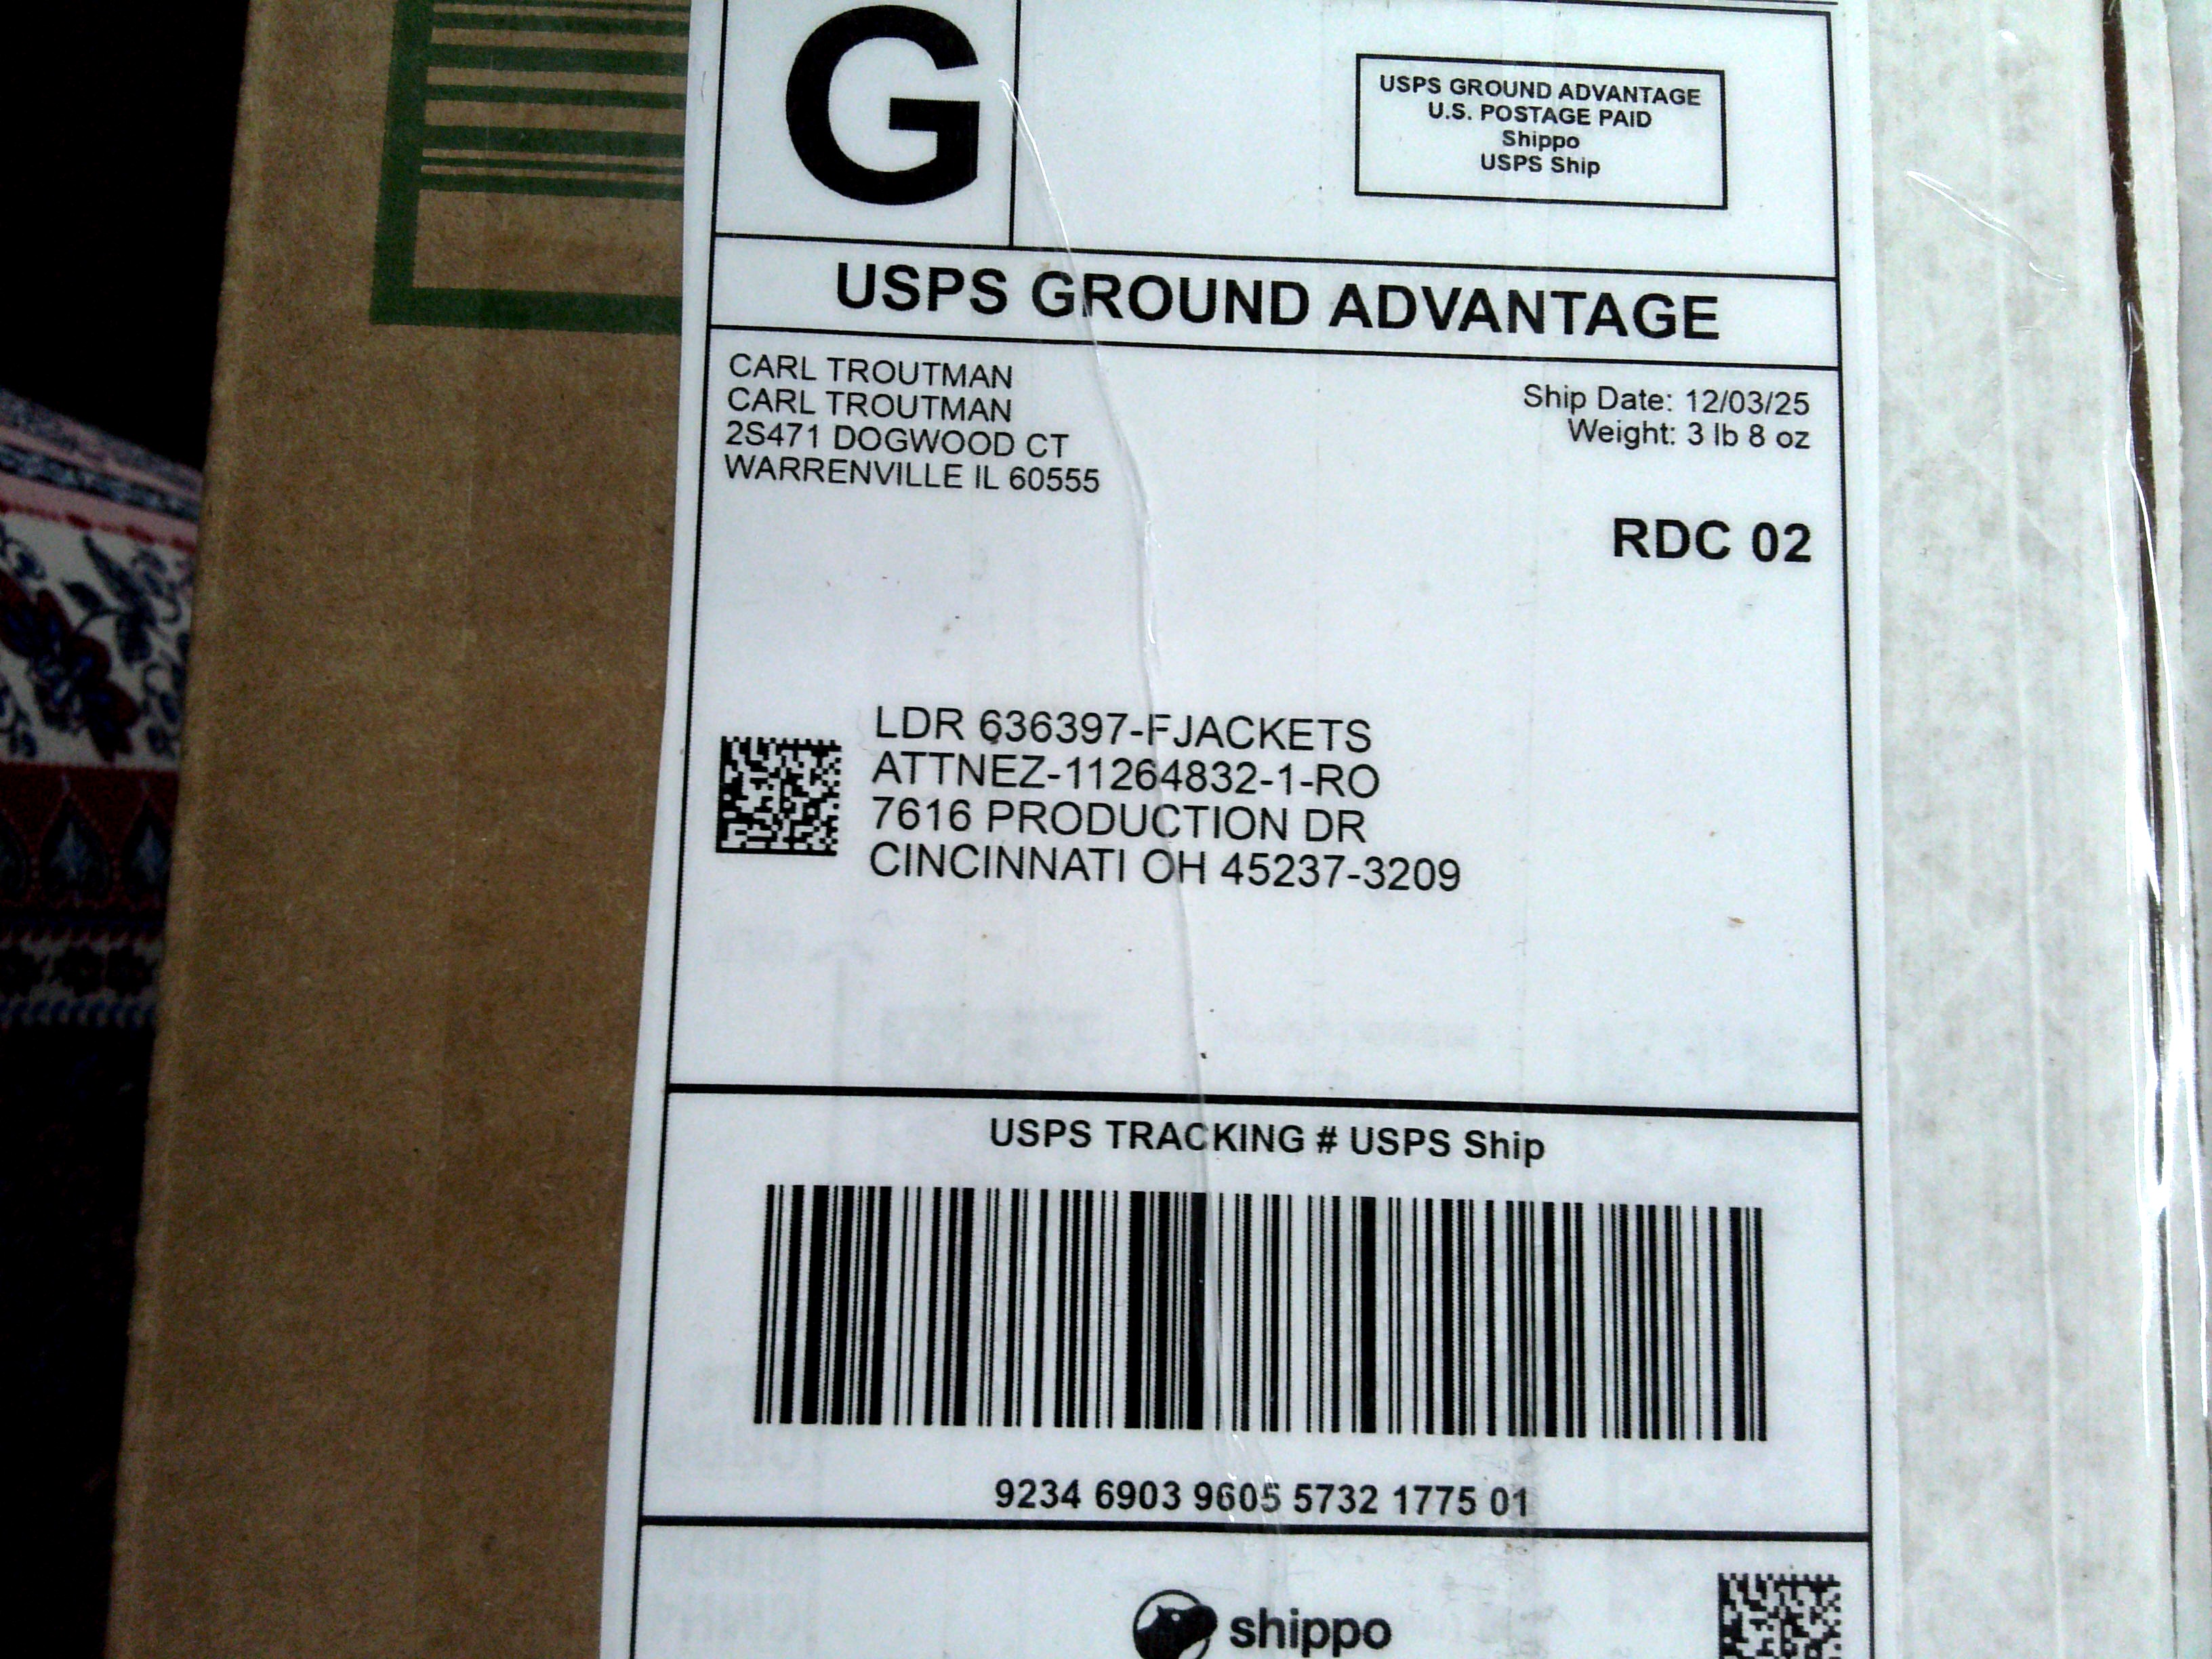 G
USPS GROUND ADVANTAGE
U.S. POSTAGE PAID
Shippo
USPS Ship
USPS GROUND ADVANTAGE
CARL TROUTMAN
CARL TROUTMAN
2S471 DOGWOOD CT
WARRENVILLE IL 60555
Ship Date: 12/03/25
Weight: 3 lb 8 oz
RDC 02
LDR 636397-FJACKETS
ATTNEZ-11264832-1-RO
7616 PRODUCTION DR
CINCINNATI OH 45237-3209
USPS TRACKING # USPS Ship
9234 6903 9605 5732 1775 01
shippo